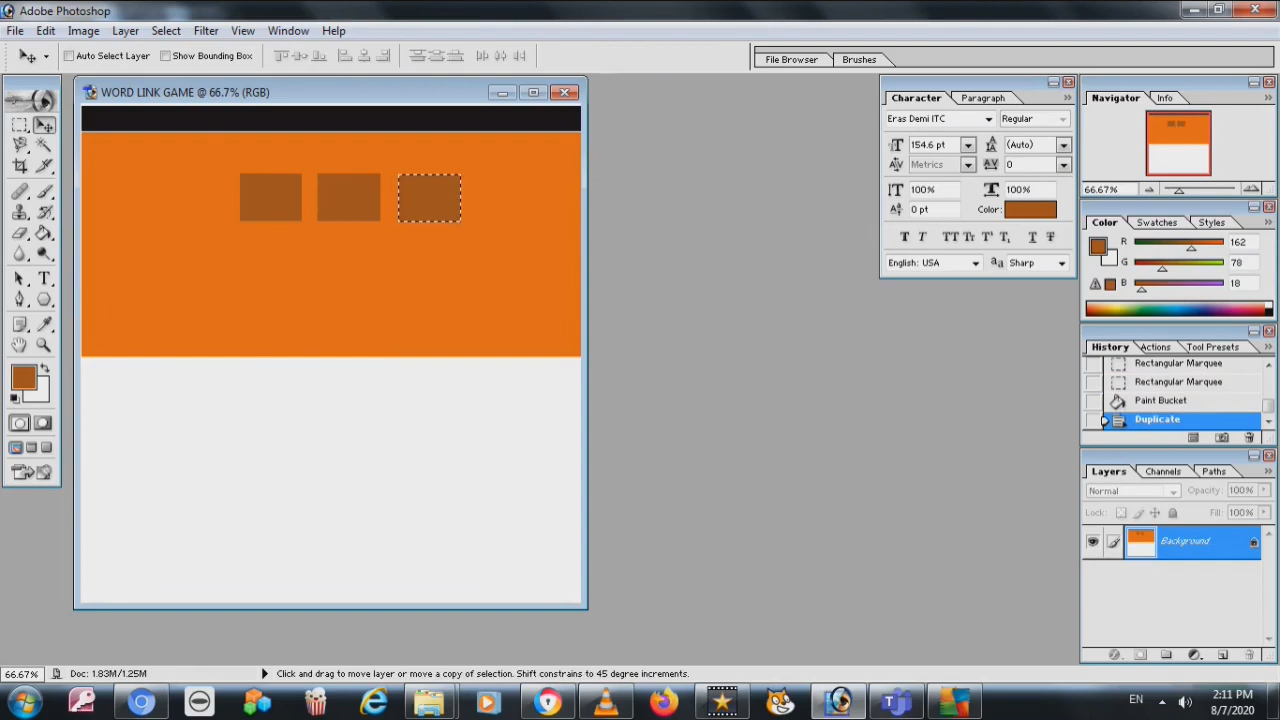 Adobe Photoshop
File Edit Image Layer Select Filter View Window Help
Auto Select Layer Show Bounding Box
File Browser Brushes
WORD LINK GAME @ 66.7% (RGB)
Character Paragraph
Eras Demi ITC Regular
154.6 pt (Auto)
Metrics 0
100% 100%
0 pt Color:
English: USA Sharp
Navigator Info
66.67%
Color Swatches Styles
R 162
G 78
B 18
History Actions Tool Presets
Rectangular Marquee
Rectangular Marquee
Paint Bucket
Duplicate
Layers Channels Paths
Normal Opacity: 100%
Lock: Fill: 100%
Background
66.67% Doc: 1.83M/1.25M Click and drag to move layer or move a copy of selection. Shift constrains to 45 degree increments.
EN 2:11 PM
8/7/2020